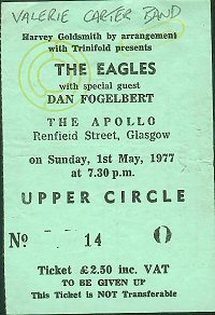 VALERIE CARTER BAND
Harvey Goldsmith by arrangement
with Trinifold presents
THE EAGLES
with special guest
DAN FOGELBERT
THE APOLLO
Renfield Street, Glasgow
on Sunday, 1st May, 1977
at 7.30 p.m.
UPPER CIRCLE
No 14 O
Ticket £2.50 inc. VAT
TO BE GIVEN UP
This Ticket is NOT Transferable